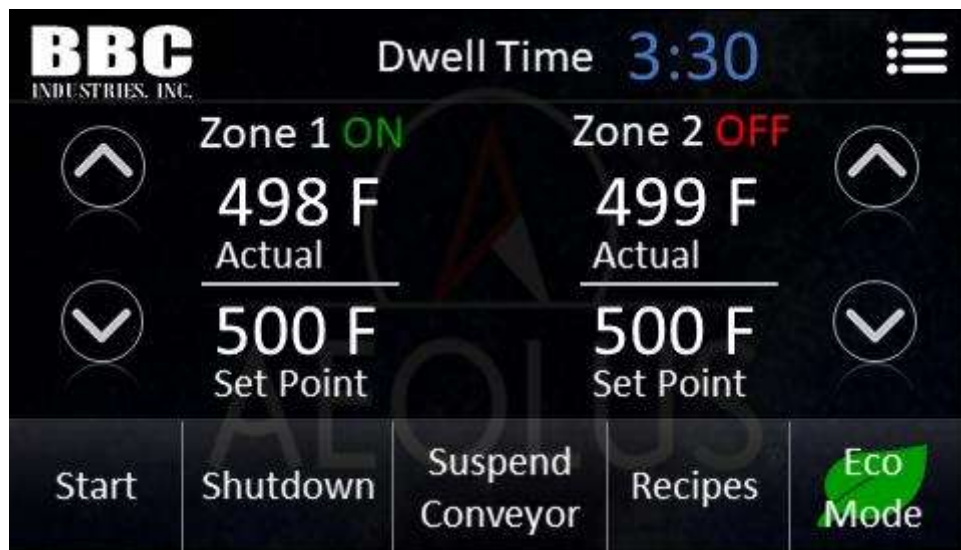 BBC
INDUSTRIES, INC.
Dwell Time 3:30
Zone 1 ON
498 F
Actual
500 F
Set Point
Zone 2 OFF
499 F
Actual
500 F
Set Point
AEOLUS
Start
Shutdown
Suspend
Conveyor
Recipes
Eco
Mode